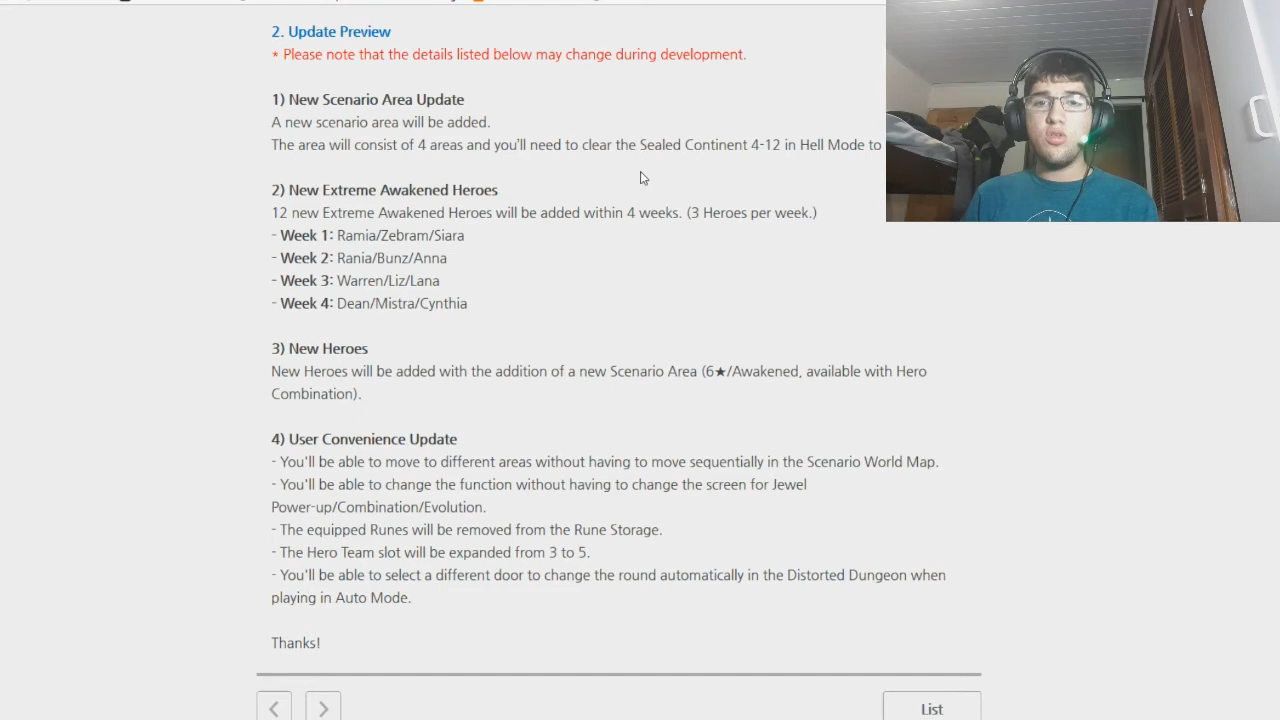 2. Update Preview
* Please note that the details listed below may change during development.
1) New Scenario Area Update
A new scenario area will be added.
The area will consist of 4 areas and you'll need to clear the Sealed Continent 4-12 in Hell Mode to
2) New Extreme Awakened Heroes
12 new Extreme Awakened Heroes will be added within 4 weeks. (3 Heroes per week.)
- Week 1: Ramia/Zebram/Siara
- Week 2: Rania/Bunz/Anna
- Week 3: Warren/Liz/Lana
- Week 4: Dean/Mistra/Cynthia
3) New Heroes
New Heroes will be added with the addition of a new Scenario Area (6★/Awakened, available with Hero
Combination).
4) User Convenience Update
- You'll be able to move to different areas without having to move sequentially in the Scenario World Map.
- You'll be able to change the function without having to change the screen for Jewel
Power-up/Combination/Evolution.
- The equipped Runes will be removed from the Rune Storage.
- The Hero Team slot will be expanded from 3 to 5.
- You'll be able to select a different door to change the round automatically in the Distorted Dungeon when
playing in Auto Mode.
Thanks!
List